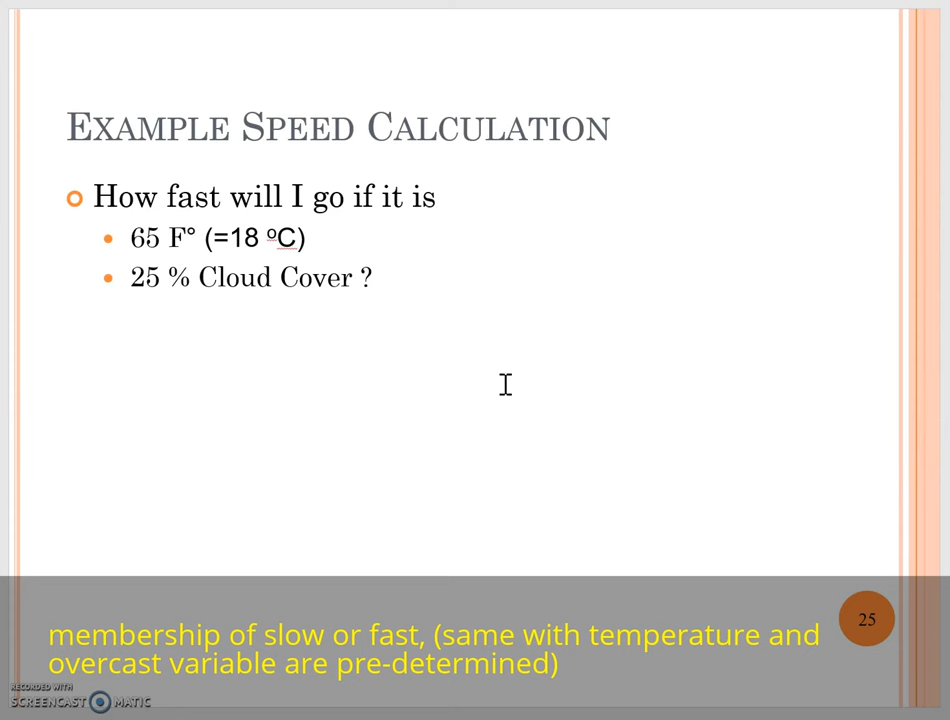 EXAMPLE SPEED CALCULATION
How fast will I go if it is
65 F° (=18 ºC)
25 % Cloud Cover ?
25
membership of slow or fast, (same with temperature and
overcast variable are pre-determined)
RECORDED WITH
SCREENCAST MATIC